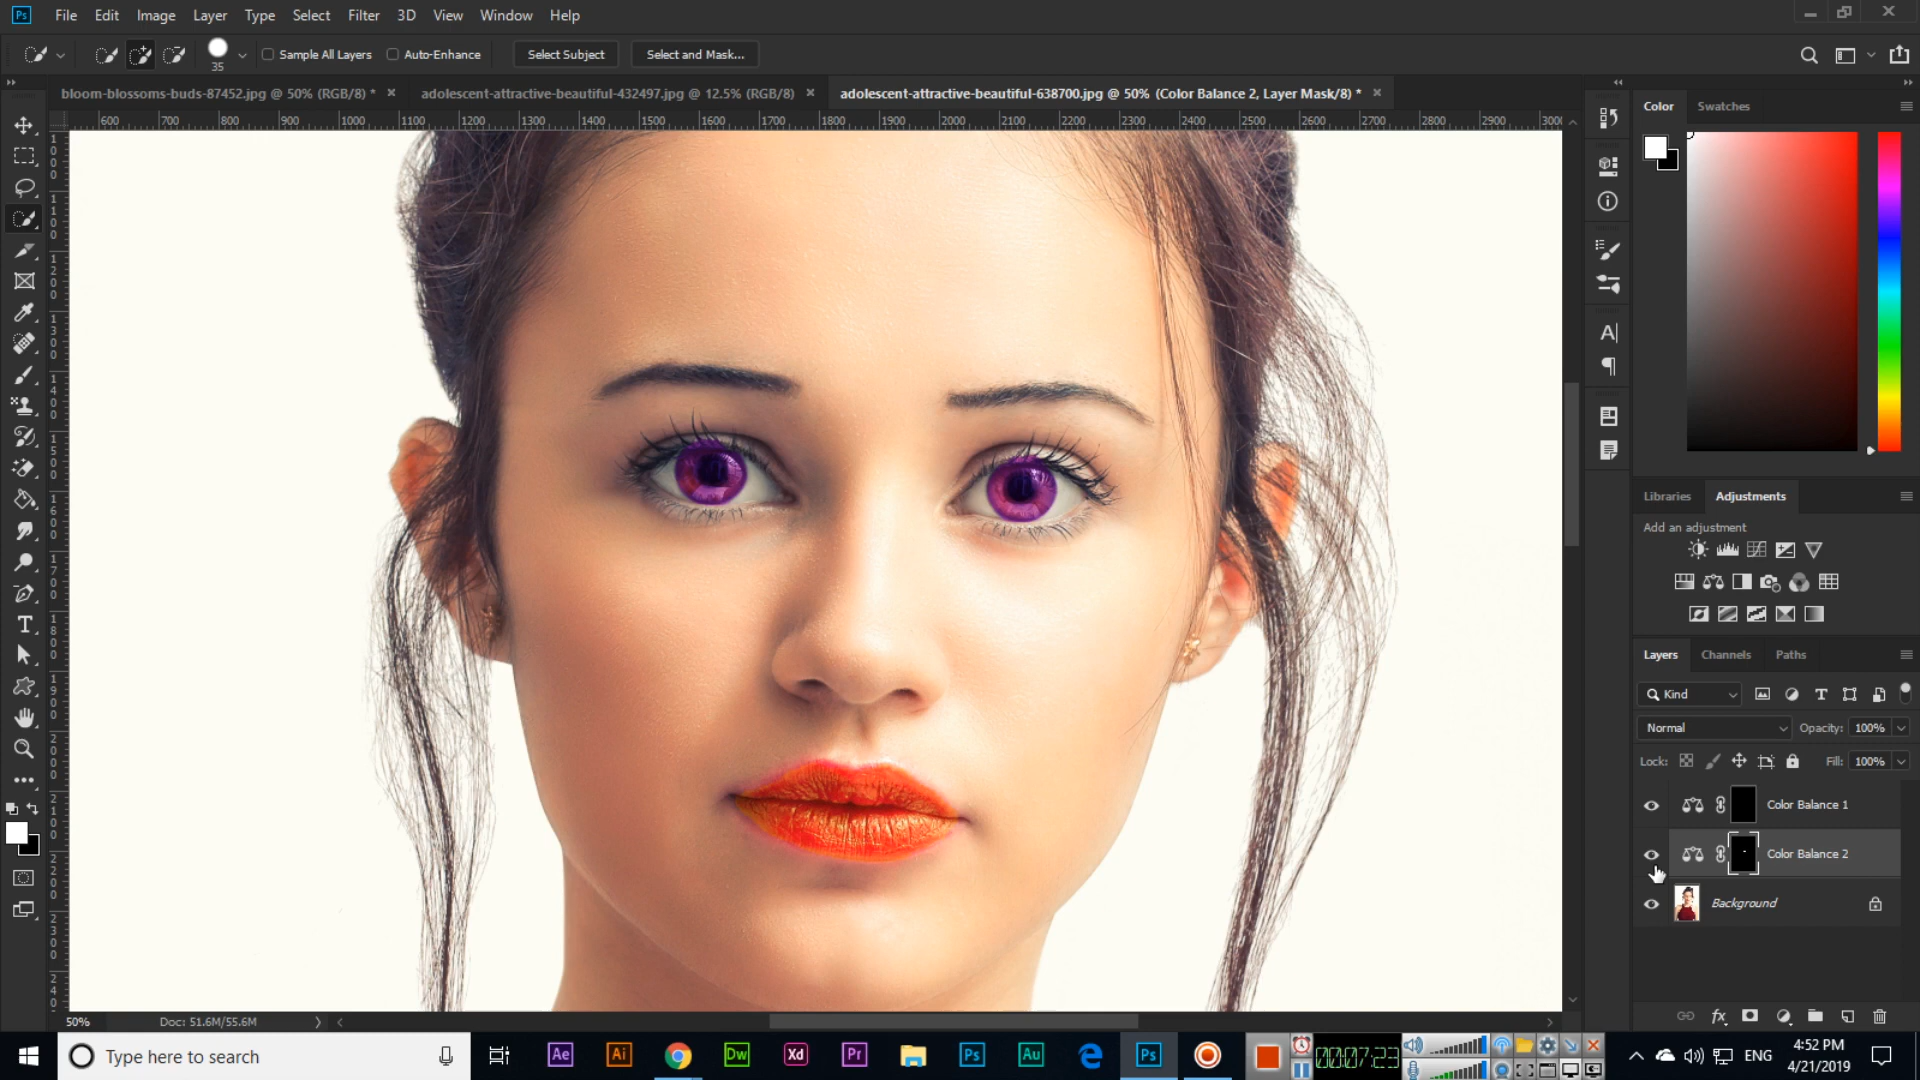 Ps File Edit Image Layer Type Select Filter 3D View Window Help
35 Sample All Layers Auto-Enhance Select Subject Select and Mask...
bloom-blossoms-buds-87452.jpg @ 50% (RGB/8) * × adolescent-attractive-beautiful-432497.jpg @ 12.5% (RGB/8) × adolescent-attractive-beautiful-638700.jpg @ 50% (Color Balance 2, Layer Mask/8) * ×
600 700 800 900 1000 1100 1200 1300 1400 1500 1600 1700 1800 1900 2000 2100 2200 2300 2400 2500 2600 2700 2800 2900
Color Swatches
Libraries Adjustments
Add an adjustment
Layers Channels Paths
Kind
Normal Opacity: 100%
Lock: Fill: 100%
Color Balance 1
Color Balance 2
Background
fx
50% Doc: 51.6M/55.6M
Type here to search
Ae Ai Dw Xd Pr Ps Au Ps
00:07:23
ENG
4:52 PM
4/21/2019